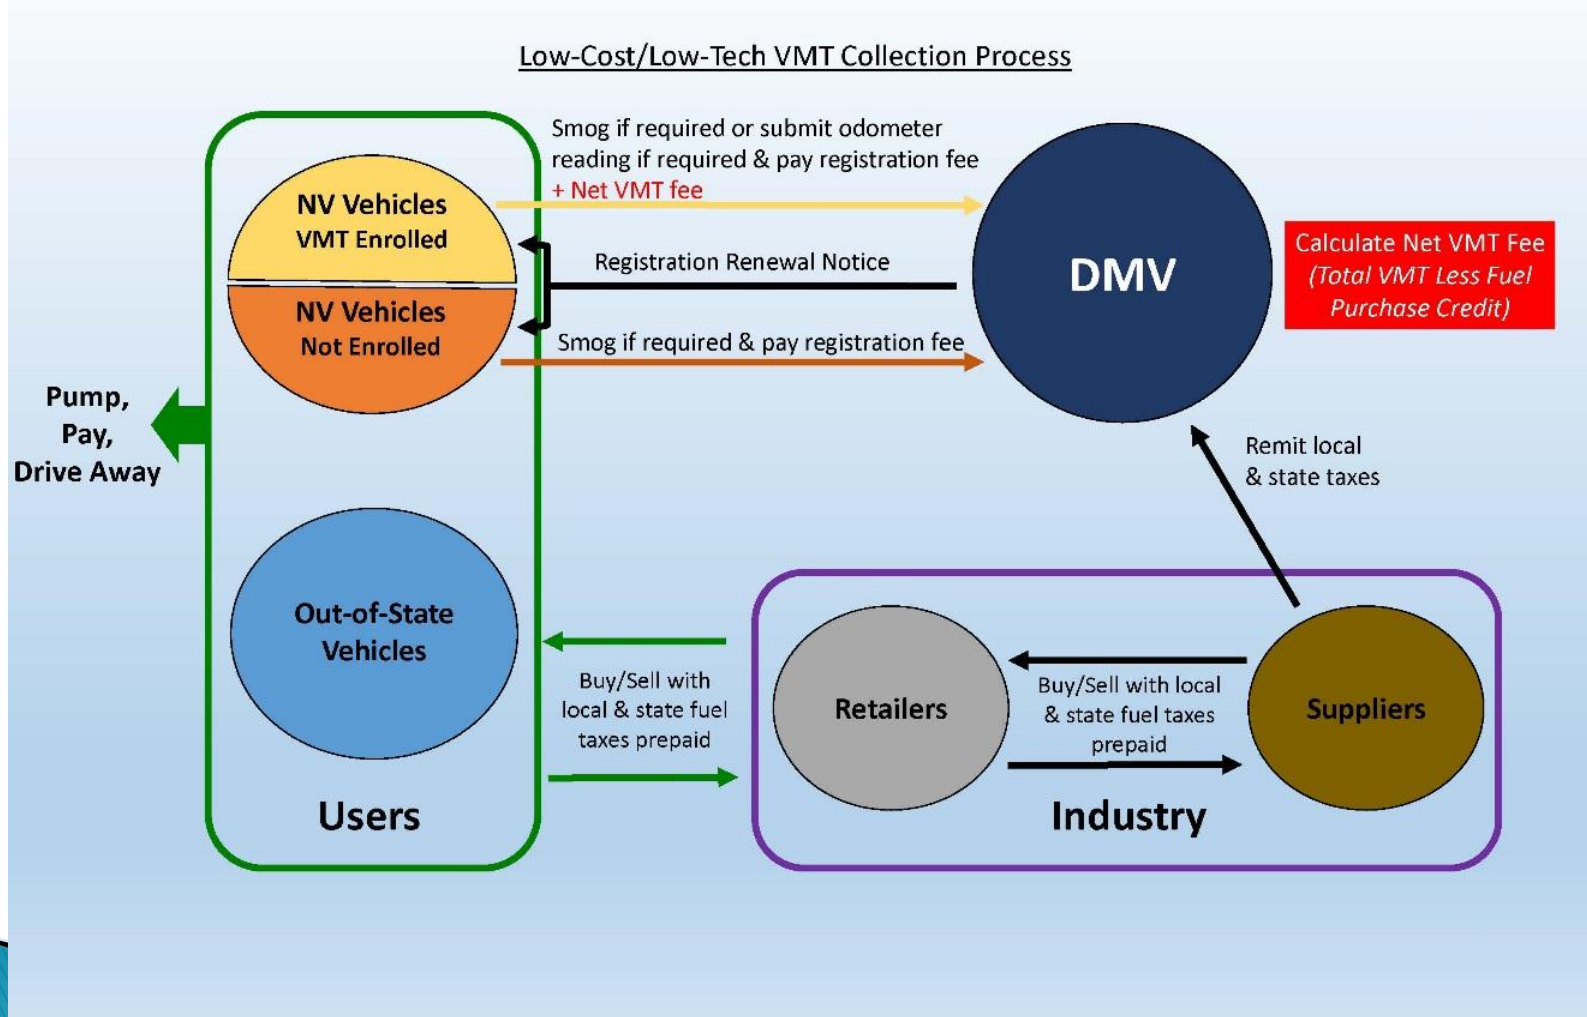 Low-Cost/Low-Tech VMT Collection Process
Smog if required or submit odometer
reading if required & pay registration fee
+ Net VMT fee
NV Vehicles
VMT Enrolled
Registration Renewal Notice
DMV
Calculate Net VMT Fee
(Total VMT Less Fuel
Purchase Credit)
NV Vehicles
Not Enrolled
Smog if required & pay registration fee
Pump,
Pay,
Drive Away
Remit local
& state taxes
Out-of-State
Vehicles
Buy/Sell with
local & state fuel
taxes prepaid
Retailers
Buy/Sell with local
& state fuel taxes
prepaid
Suppliers
Users
Industry